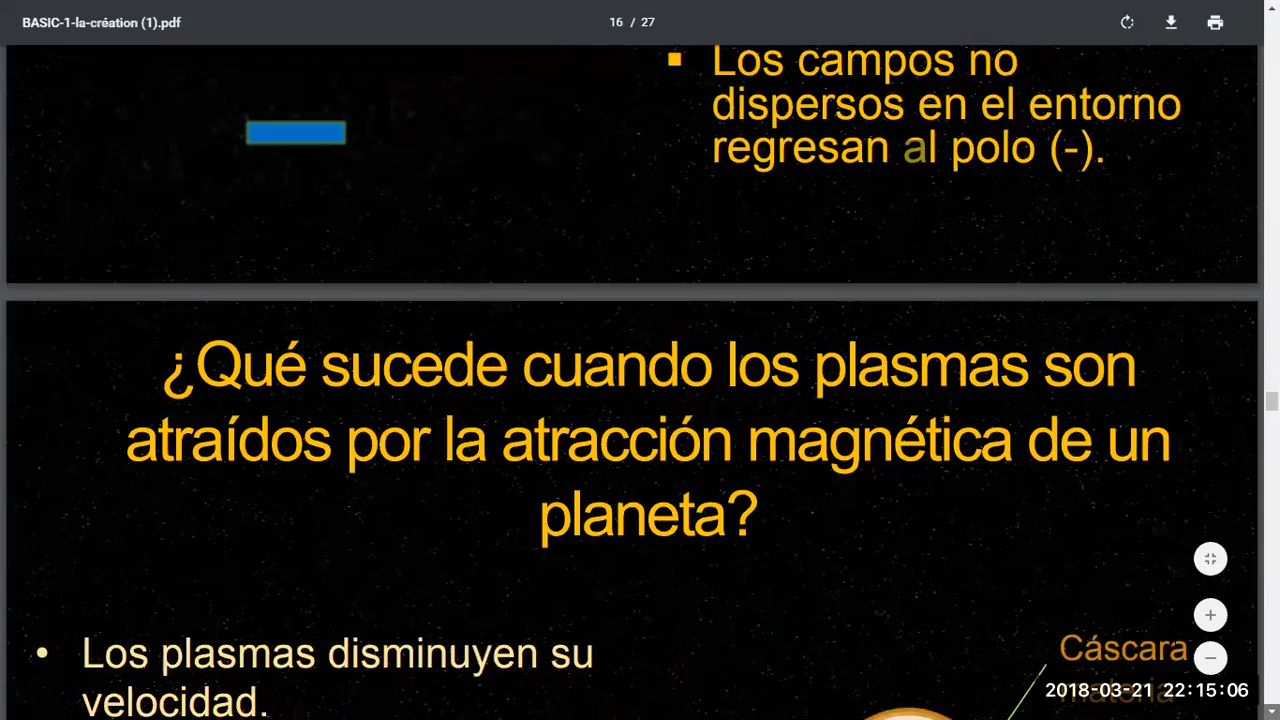 BASIC-1-la-création (1).pdf
16 / 27
Los campos no
dispersos en el entorno
regresan al polo (-).
¿Qué sucede cuando los plasmas son
atraídos por la atracción magnética de un
planeta?
• Los plasmas disminuyen su
velocidad.
Cáscara
materia
2018-03-21 22:15:06